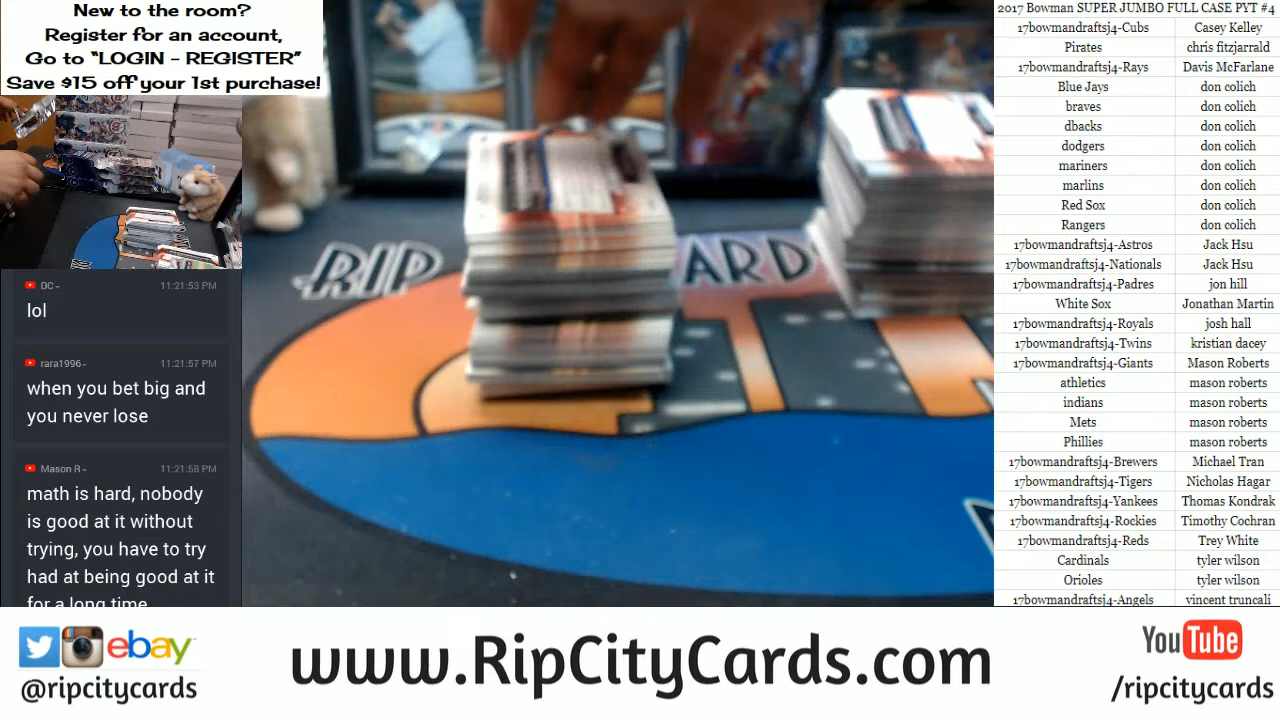 New to the room?
Register for an account,
Go to “LOGIN - REGISTER”
Save $15 off your 1st purchase!
DC -
11:21:53 PM
lol
rara1996 -
11:21:57 PM
when you bet big and
you never lose
Mason R -
11:21:58 PM
math is hard, nobody
is good at it without
trying, you have to try
had at being good at it
for a long time
RIP
ARD
2017 Bowman SUPER JUMBO FULL CASE PYT #4
17bowmandraftsj4-Cubs Casey Kelley
Pirates chris fitzjarrald
17bowmandraftsj4-Rays Davis McFarlane
Blue Jays don colich
braves don colich
dbacks don colich
dodgers don colich
mariners don colich
marlins don colich
Red Sox don colich
Rangers don colich
17bowmandraftsj4-Astros Jack Hsu
17bowmandraftsj4-Nationals Jack Hsu
17bowmandraftsj4-Padres jon hill
White Sox Jonathan Martin
17bowmandraftsj4-Royals josh hall
17bowmandraftsj4-Twins kristian dacey
17bowmandraftsj4-Giants Mason Roberts
athletics mason roberts
indians mason roberts
Mets mason roberts
Phillies mason roberts
17bowmandraftsj4-Brewers Michael Tran
17bowmandraftsj4-Tigers Nicholas Hagar
17bowmandraftsj4-Yankees Thomas Kondrak
17bowmandraftsj4-Rockies Timothy Cochran
17bowmandraftsj4-Reds Trey White
Cardinals tyler wilson
Orioles tyler wilson
17bowmandraftsj4-Angels vincent truncali
ebay
@ripcitycards
www.RipCityCards.com
YouTube
/ripcitycards